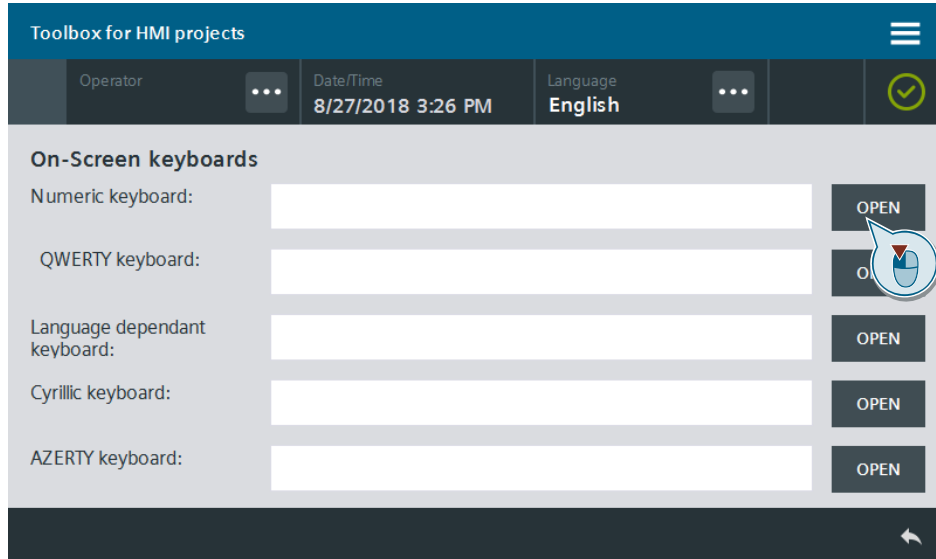 Toolbox for HMI projects
Operator
Date/Time
8/27/2018 3:26 PM
Language
English
On-Screen keyboards
Numeric keyboard:
OPEN
QWERTY keyboard:
Language dependant
keyboard:
OPEN
Cyrillic keyboard:
OPEN
AZERTY keyboard:
OPEN